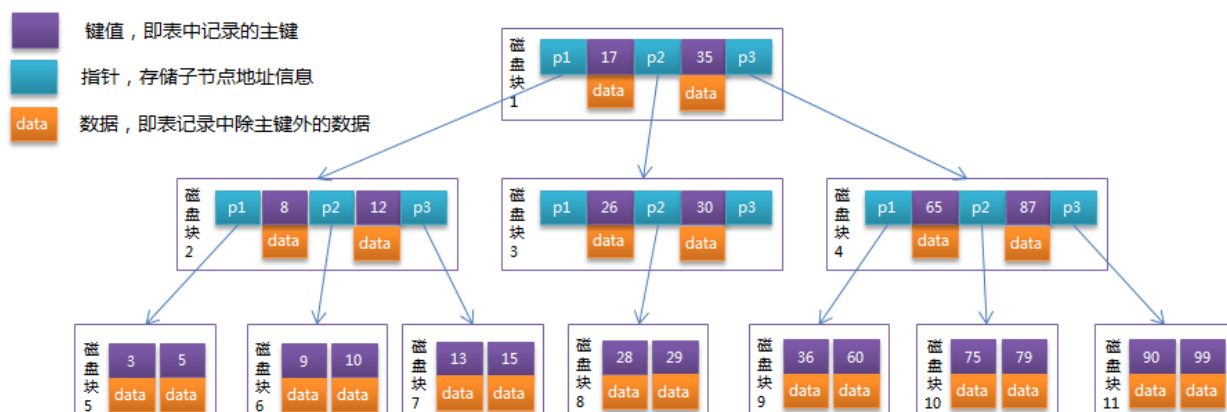 键值，即表中记录的主键
指针，存储子节点地址信息
data 数据，即表记录中除主键外的数据
磁盘块1
p1 17 p2 35 p3
data data
磁盘块2
p1 8 p2 12 p3
data data
磁盘块3
p1 26 p2 30 p3
data data
磁盘块4
p1 65 p2 87 p3
data data
磁盘块5
3 5
data data
磁盘块6
9 10
data data
磁盘块7
13 15
data data
磁盘块8
28 29
data data
磁盘块9
36 60
data data
磁盘块10
75 79
data data
磁盘块11
90 99
data data